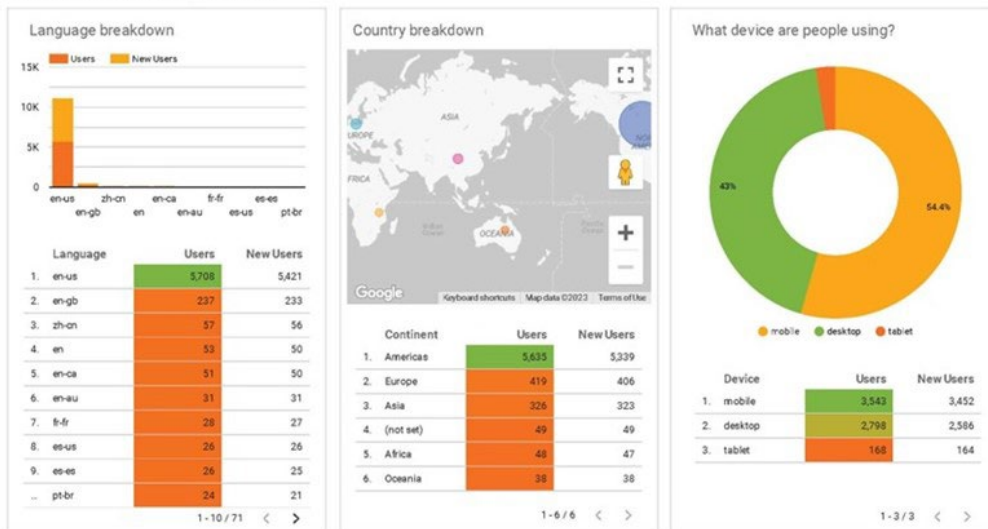 Language breakdown
Users New Users
15K
10K
5K
0
en-us zh-cn en-ca fr-fr es-es
en-gb en en-au es-us pt-br
Language Users New Users
1. en-us 5,708 5,421
2. en-gb 237 233
3. zh-cn 57 56
4. en 53 50
5. en-ca 51 50
6. en-au 31 31
7. fr-fr 28 27
8. es-us 26 26
9. es-es 26 25
... pt-br 24 21
1 - 10 / 71 < >
Country breakdown
ASIA
UROPE
FRICA
NOR
AMERIC
Indian
Ocean
OCEANIA
Pacific
Ocean
+
−
Google
Keyboard shortcuts Map data ©2023 Terms of Use
Continent Users New Users
1. Americas 5,635 5,339
2. Europe 419 406
3. Asia 326 323
4. (not set) 49 49
5. Africa 48 47
6. Oceania 38 38
1 - 6 / 6 < >
What device are people using?
43%
54.4%
mobile desktop tablet
Device Users New Users
1. mobile 3,543 3,452
2. desktop 2,798 2,586
3. tablet 168 164
1 - 3 / 3 < >